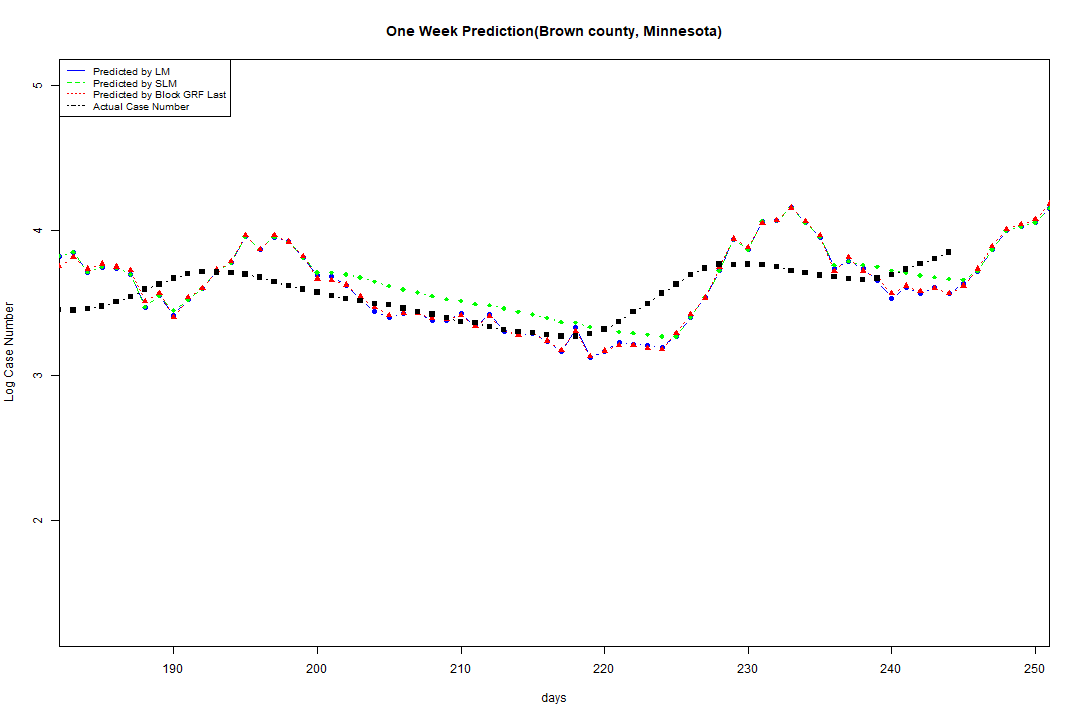 One Week Prediction(Brown county, Minnesota)
Predicted by LM
Predicted by SLM
Predicted by Block GRF Last
Actual Case Number
5
4
3
2
Log Case Number
190 200 210 220 230 240 250
days